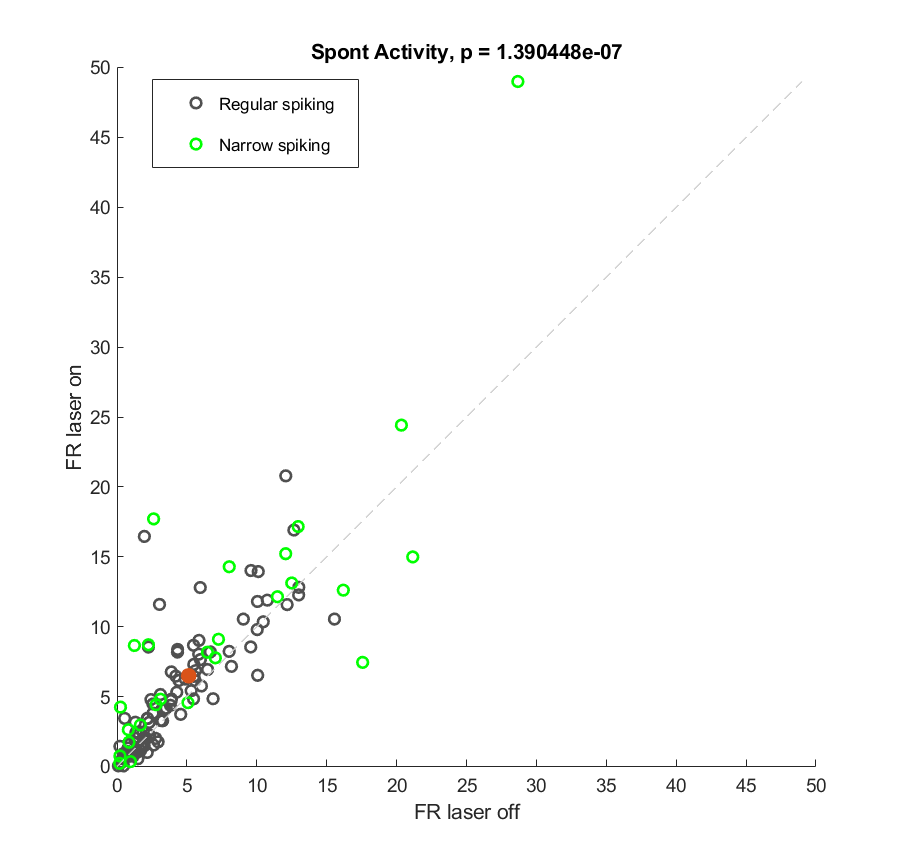 Spont Activity, p = 1.390448e-07
Regular spiking
Narrow spiking
50
45
40
35
30
25
20
15
10
5
0
FR laser on
0 5 10 15 20 25 30 35 40 45 50
FR laser off